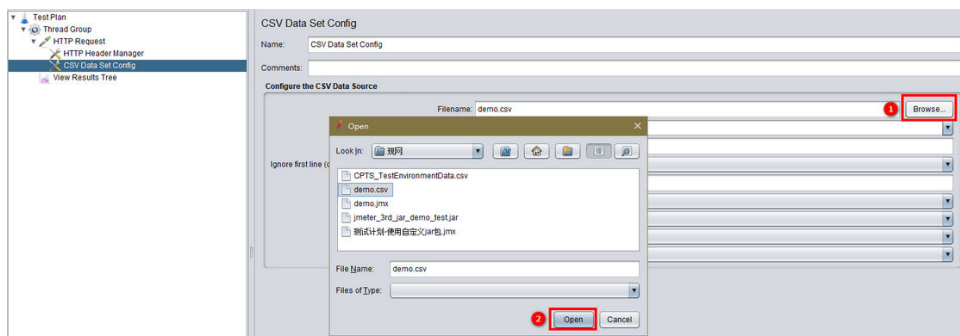 Test Plan
Thread Group
HTTP Request
HTTP Header Manager
CSV Data Set Config
View Results Tree
CSV Data Set Config
Name: CSV Data Set Config
Comments:
Configure the CSV Data Source
Filename: demo.csv
1 Browse...
Open
Look In: 现网
Ignore first line (
CPTS_TestEnvironmentData.csv
demo.csv
demo.jmx
jmeter_3rd_jar_demo_test.jar
测试计划-使用自定义jar包.jmx
File Name: demo.csv
Files of Type:
2 Open Cancel